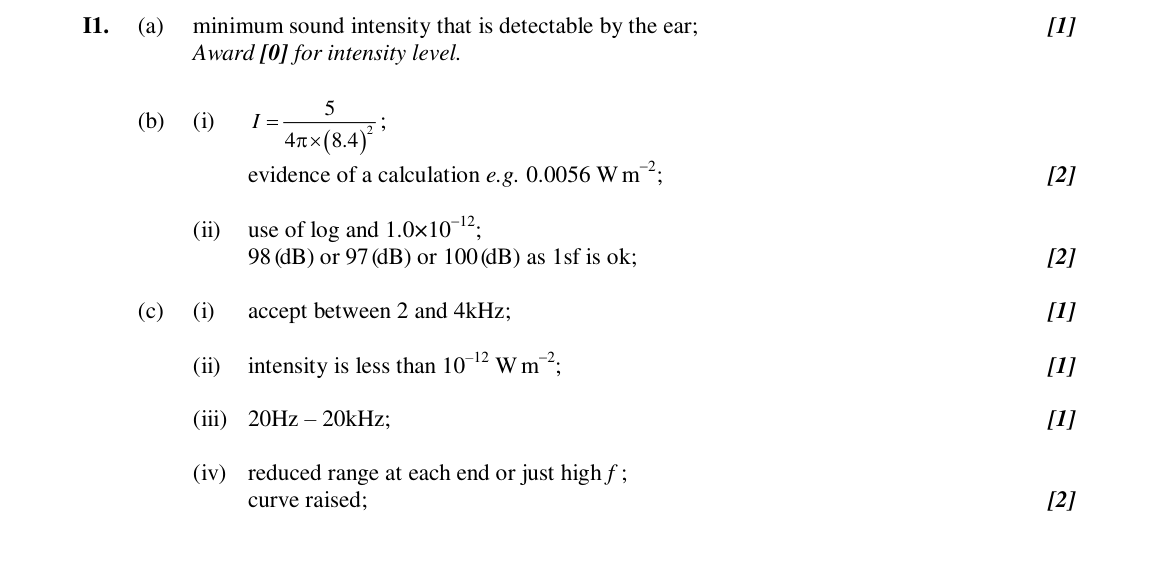 I1. (a) minimum sound intensity that is detectable by the ear; [1]
Award [0] for intensity level.
(b) (i) I = 5 / 4π×(8.4)² ;
evidence of a calculation e.g. 0.0056 W m⁻²; [2]
(ii) use of log and 1.0×10⁻¹²;
98 (dB) or 97 (dB) or 100 (dB) as 1sf is ok; [2]
(c) (i) accept between 2 and 4kHz; [1]
(ii) intensity is less than 10⁻¹² W m⁻²; [1]
(iii) 20Hz – 20kHz; [1]
(iv) reduced range at each end or just high f ;
curve raised; [2]